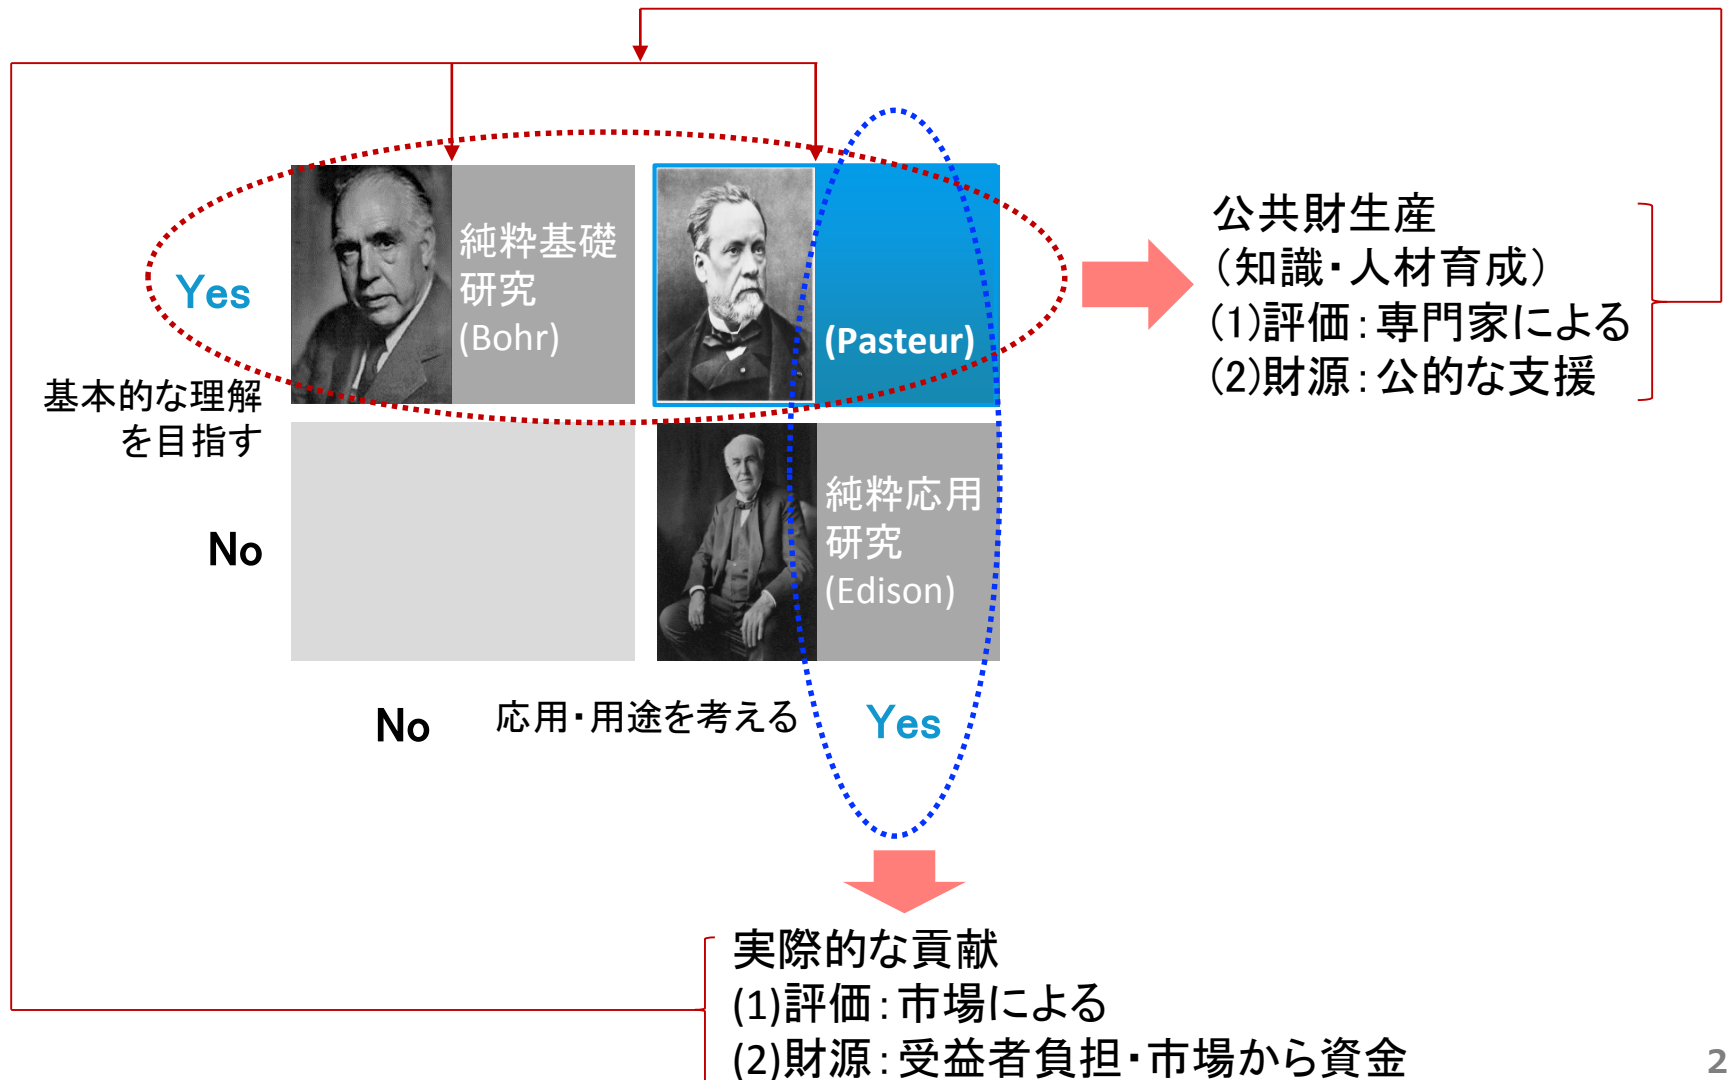 純粋基礎
研究
(Bohr)
(Pasteur)
Yes
基本的な理解
を目指す
No
純粋応用
研究
(Edison)
No
応用・用途を考える
Yes
公共財生産
（知識・人材育成）
(1)評価：専門家による
(2)財源：公的な支援
実際的な貢献
(1)評価：市場による
(2)財源：受益者負担・市場から資金
2